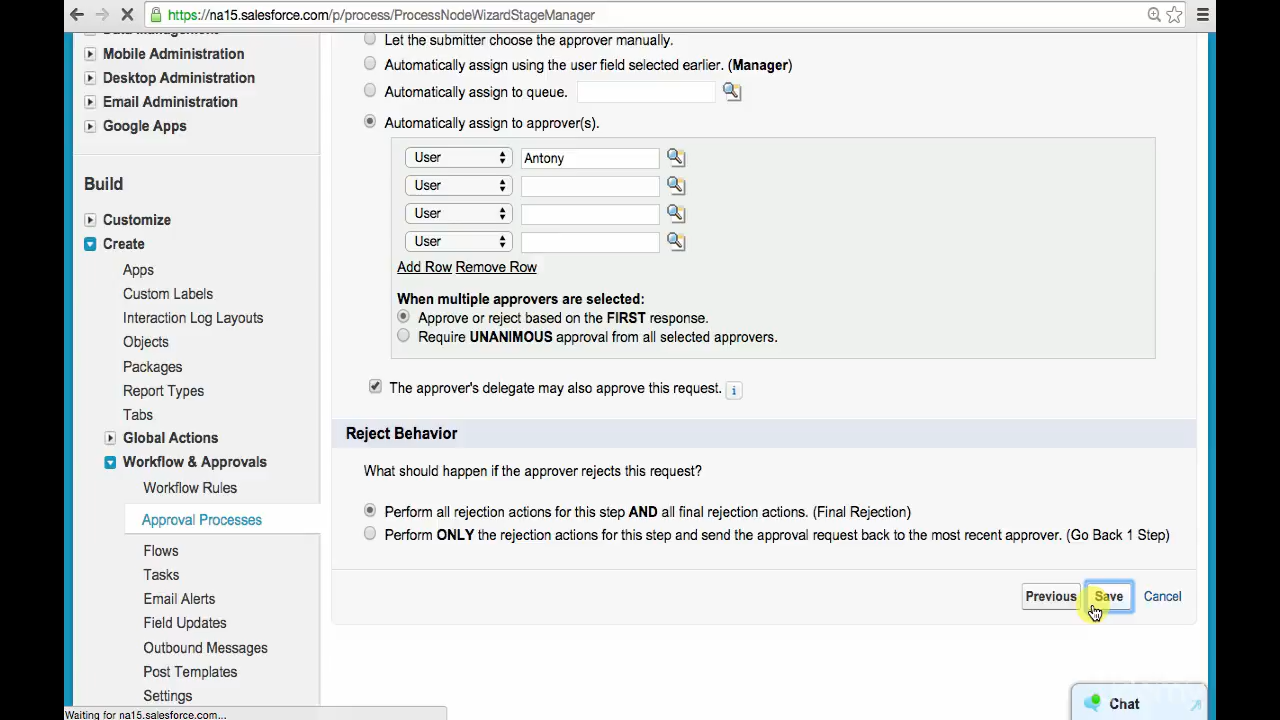 https://na15.salesforce.com/p/process/ProcessNodeWizardStageManager
Mobile Administration
Desktop Administration
Email Administration
Google Apps
Build
Customize
Create
Apps
Custom Labels
Interaction Log Layouts
Objects
Packages
Report Types
Tabs
Global Actions
Workflow & Approvals
Workflow Rules
Approval Processes
Flows
Tasks
Email Alerts
Field Updates
Outbound Messages
Post Templates
Settings
Let the submitter choose the approver manually.
Automatically assign using the user field selected earlier. (Manager)
Automatically assign to queue.
Automatically assign to approver(s).
User Antony
User
User
User
Add Row Remove Row
When multiple approvers are selected:
Approve or reject based on the FIRST response.
Require UNANIMOUS approval from all selected approvers.
The approver's delegate may also approve this request. i
Reject Behavior
What should happen if the approver rejects this request?
Perform all rejection actions for this step AND all final rejection actions. (Final Rejection)
Perform ONLY the rejection actions for this step and send the approval request back to the most recent approver. (Go Back 1 Step)
Previous Save Cancel
Chat
Waiting for na15.salesforce.com...